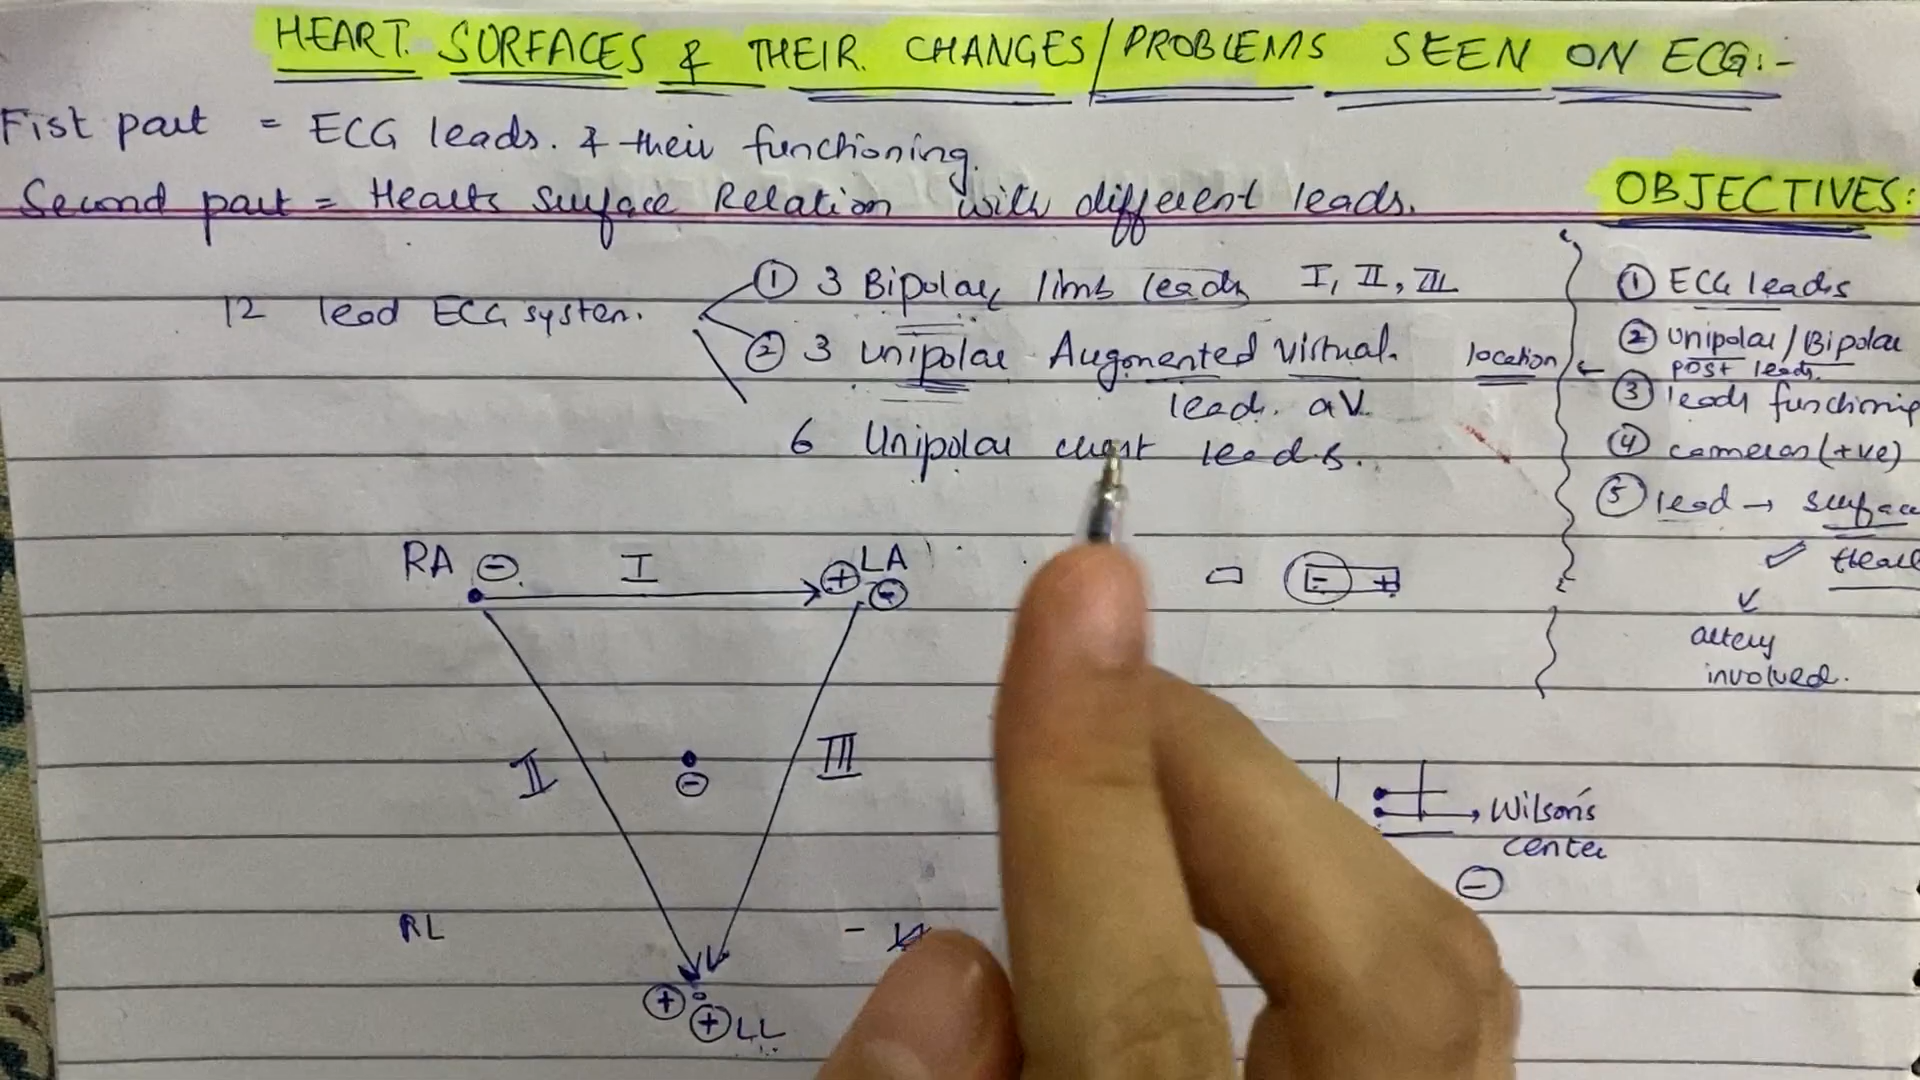 HEART. SURFACES & THEIR. CHANGES/PROBLEMS SEEN ON ECG:-
Fist part = ECG leads. & their functioning.
Second part = Hearts Surface Relation with different leads.
OBJECTIVES:
12 lead ECG system.
① 3 Bipolar limb leads I, II, III
② 3 unipolar Augmented virtual. location
lead. aV
6 Unipolar chest leads.
① ECG leads
② Unipolar/Bipolar
post leads.
③ leads functioning
④ cameras (+ve)
⑤ lead → surface
Heart
artery
involved.
RA ⊖ I ⊕ LA
⊖
- +
II III
⊖
Wilson's
center
⊖
RL -
⊕
⊕ LL